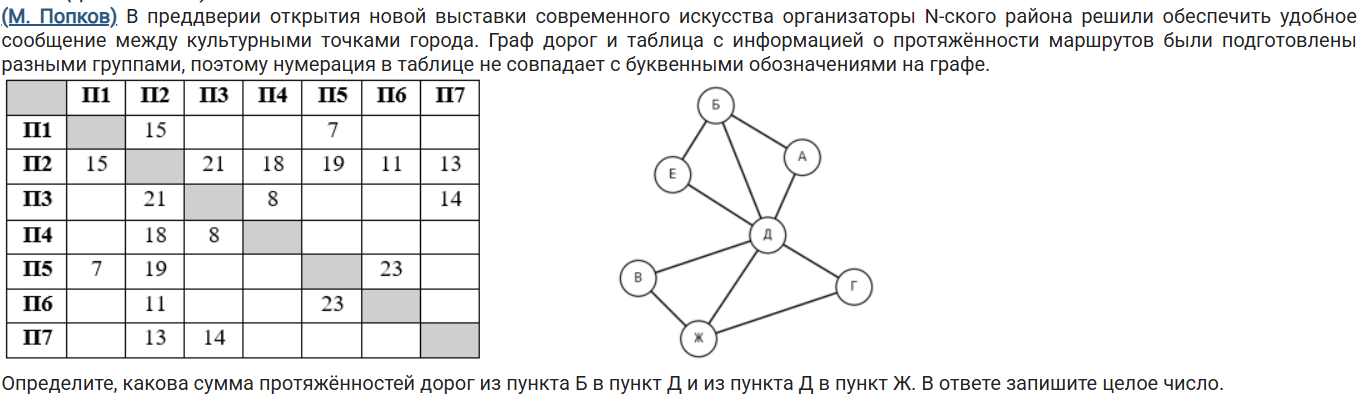 (М. Попков) В преддверии открытия новой выставки современного искусства организаторы N-ского района решили обеспечить удобное
сообщение между культурными точками города. Граф дорог и таблица с информацией о протяжённости маршрутов были подготовлены
разными группами, поэтому нумерация в таблице не совпадает с буквенными обозначениями на графе.
П1 П2 П3 П4 П5 П6 П7
П1 15 7
П2 15 21 18 19 11 13
П3 21 8 14
П4 18 8
П5 7 19 23
П6 11 23
П7 13 14
Б
А
Е
Д
В
Г
Ж
Определите, какова сумма протяжённостей дорог из пункта Б в пункт Д и из пункта Д в пункт Ж. В ответе запишите целое число.